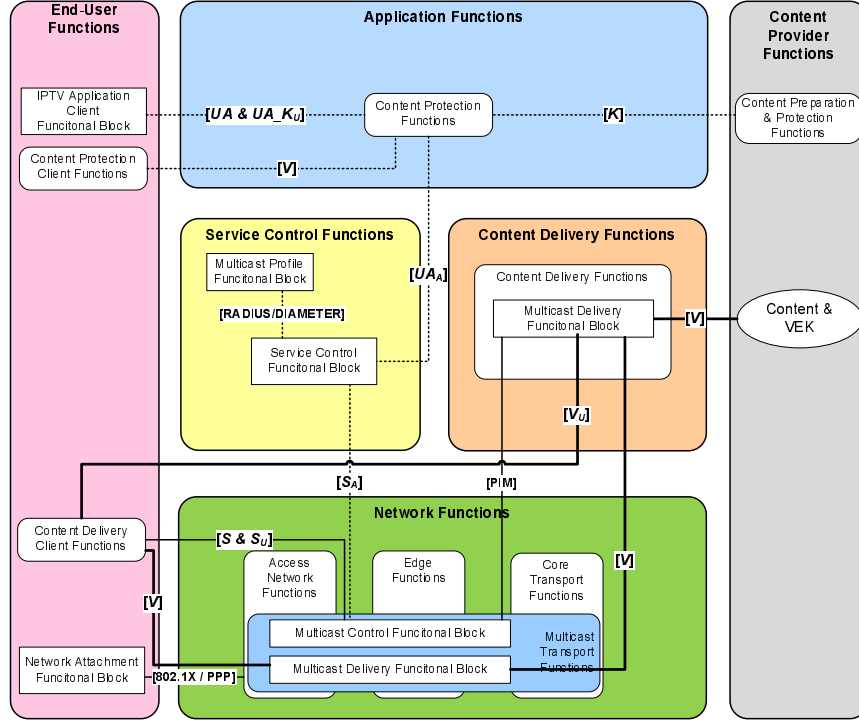 End-User
Functions
Application Functions
Content
Provider
Functions
IPTV Application
Client
Funcitonal Block
[UA & UA_KU]
Content Protection
Functions
[K]
Content Preparation
& Protection
Functions
Content Protection
Client Functions
[V]
Service Control Functions
Content Delivery Functions
Multicast Profile
Funcitonal Block
[UAA]
Content Delivery Functions
[RADIUS/DIAMETER]
Multicast Delivery
Funcitonal Block
[V]
Content &
VEK
Service Control
Funcitonal Block
[VU]
[SA]
[PIM]
Network Functions
Content Delivery
Client Functions
[S & SU]
[V]
Access
Network
Functions
Edge
Functions
Core
Transport
Functions
[V]
Multicast Control Funcitonal Block
Multicast
Transport
Functions
Multicast Delivery Funcitonal Block
Network Attachment
Funcitonal Block
[802.1X / PPP]